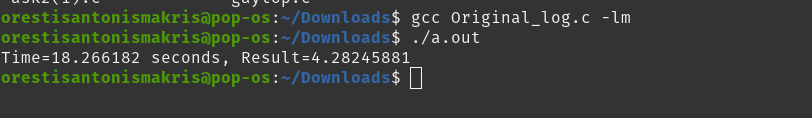 orestisantonismakris@pop-os:~/Downloads$ gcc Original_log.c -lm
orestisantonismakris@pop-os:~/Downloads$ ./a.out
Time=18.266182 seconds, Result=4.28245881
orestisantonismakris@pop-os:~/Downloads$